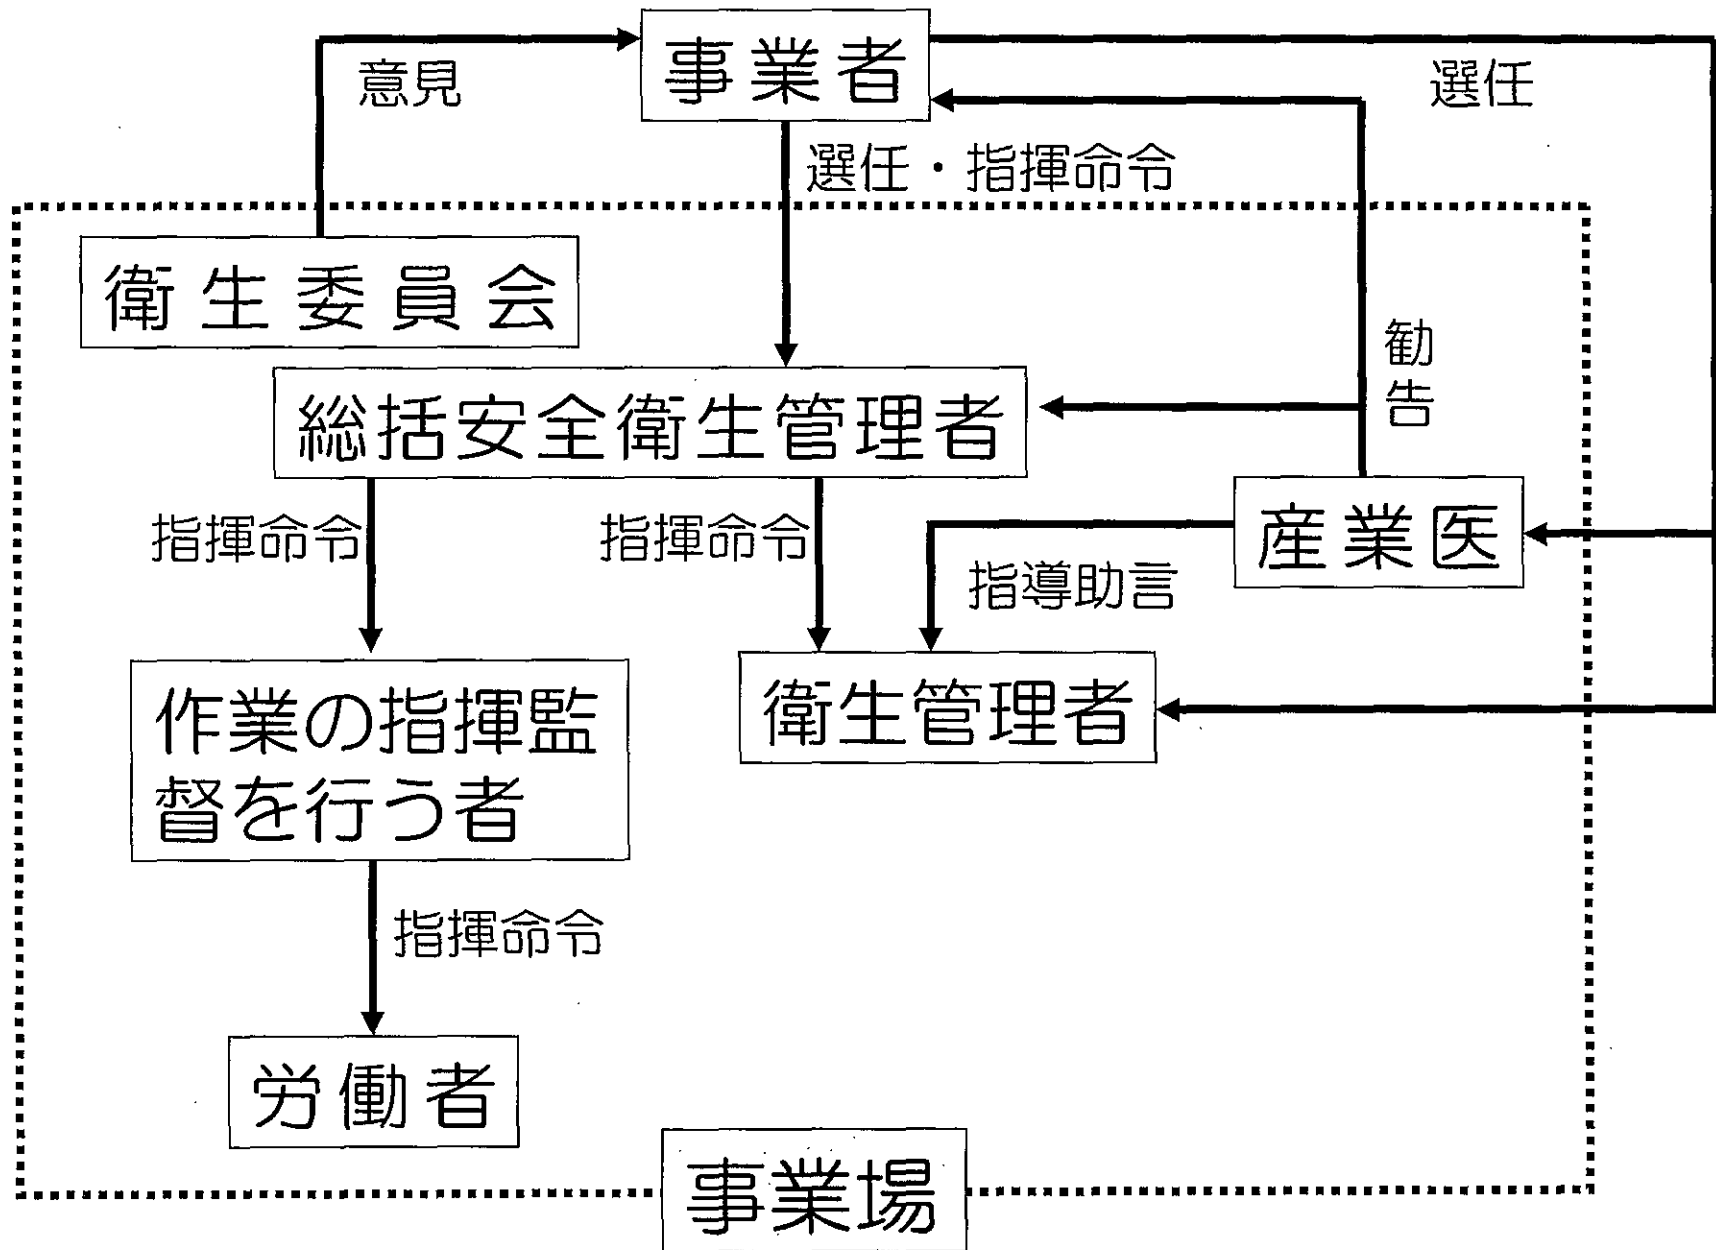 事業者
意見
選任
選任・指揮命令
衛生委員会
勧告
総括安全衛生管理者
指揮命令
指揮命令
産業医
指導助言
作業の指揮監
督を行う者
衛生管理者
指揮命令
労働者
事業場